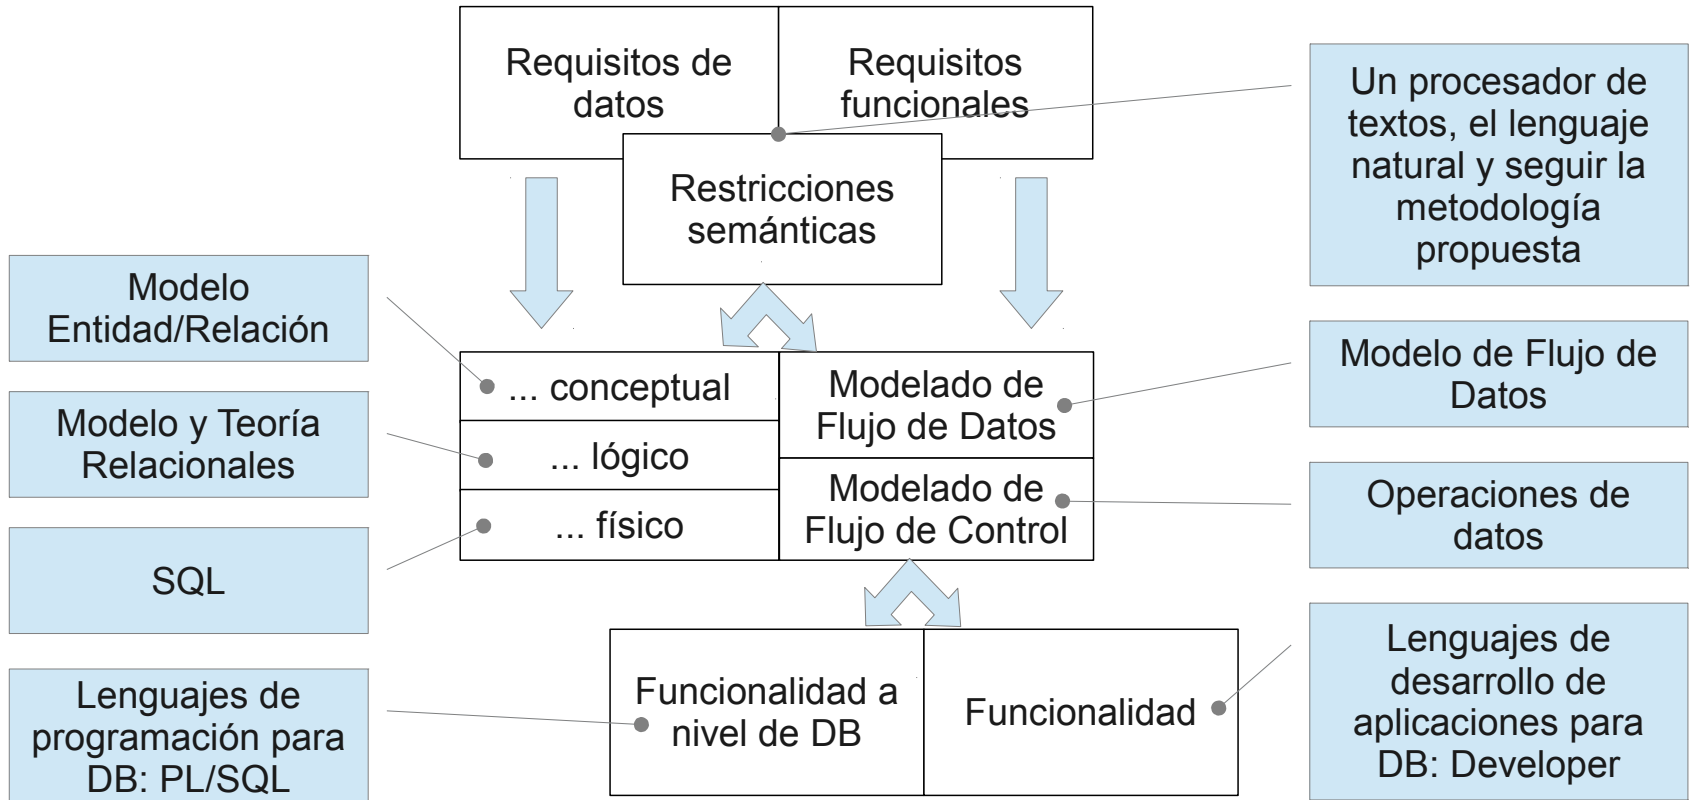 Requisitos de
datos
Requisitos
funcionales
Restricciones
semánticas
Un procesador de
textos, el lenguaje
natural y seguir la
metodología
propuesta
Modelo
Entidad/Relación
Modelo y Teoría
Relacionales
SQL
Lenguajes de
programación para
DB: PL/SQL
... conceptual
... lógico
... físico
Modelado de
Flujo de Datos
Modelado de
Flujo de Control
Modelo de Flujo de
Datos
Operaciones de
datos
Funcionalidad a
nivel de DB
Funcionalidad
Lenguajes de
desarrollo de
aplicaciones para
DB: Developer